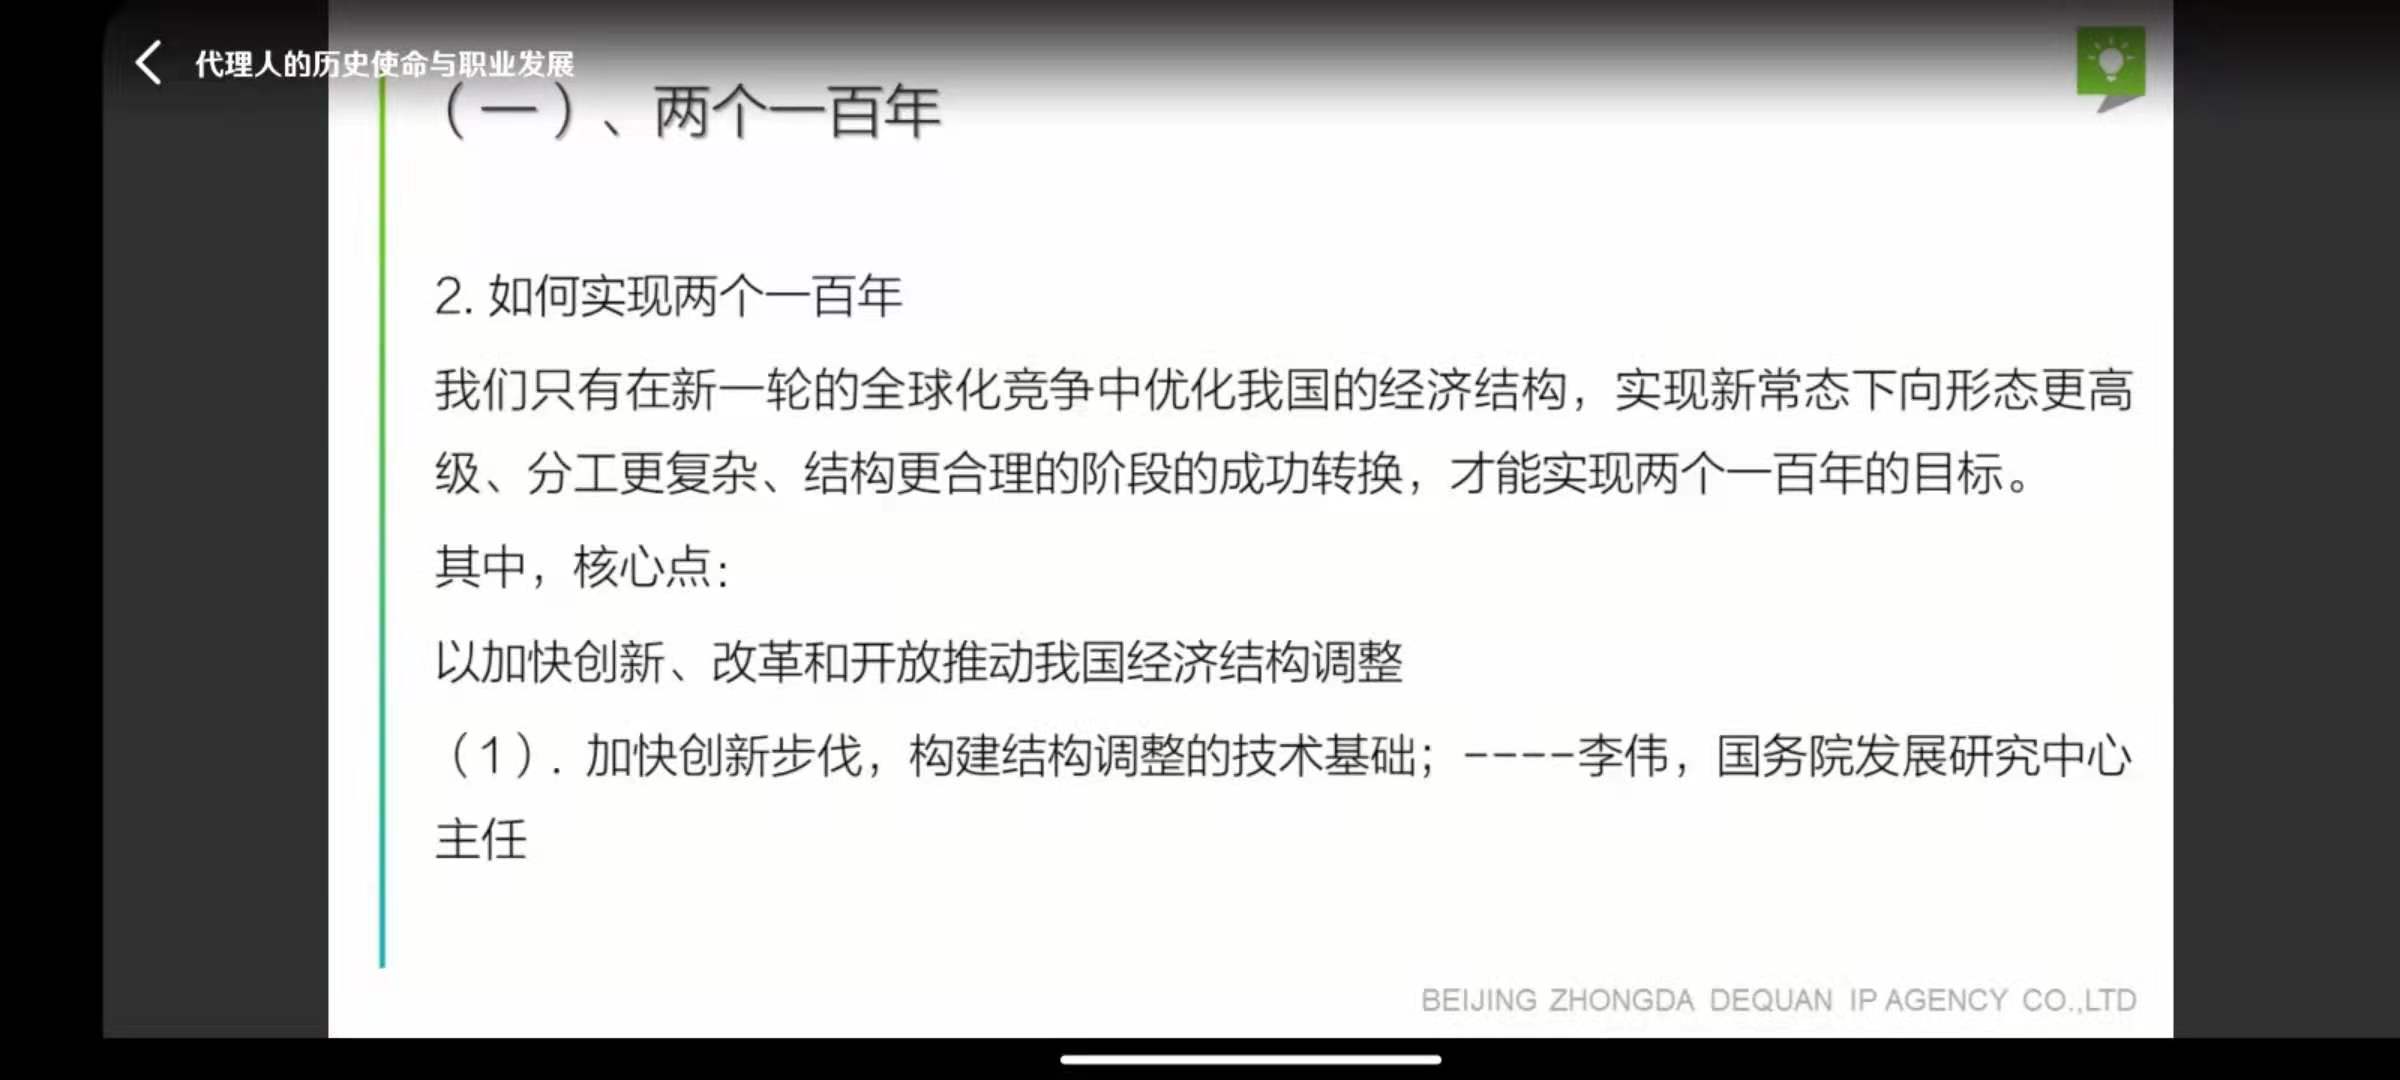 代理人的历史使命与职业发展
（一）、两个一百年
2. 如何实现两个一百年
我们只有在新一轮的全球化竞争中优化我国的经济结构，实现新常态下向形态更高
级、分工更复杂、结构更合理的阶段的成功转换，才能实现两个一百年的目标。
其中，核心点：
以加快创新、改革和开放推动我国经济结构调整
（1）. 加快创新步伐，构建结构调整的技术基础；----李伟，国务院发展研究中心
主任
BEIJING ZHONGDA DEQUAN IP AGENCY CO.,LTD